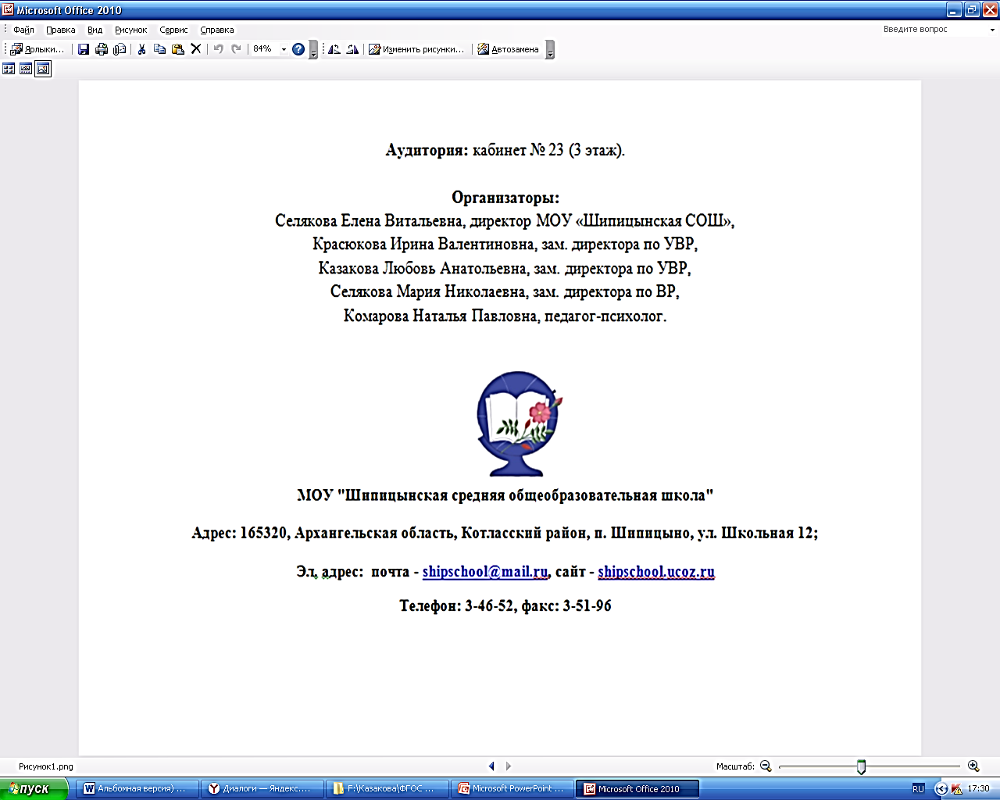 Microsoft Office 2010
Файл Правка Вид Рисунок Сервис Справка Введите вопрос
Ярлыки... 84% Изменить рисунки... Автозамена
Аудитория: кабинет № 23 (3 этаж).
Организаторы:
Селякова Елена Витальевна, директор МОУ «Шипицынская СОШ»,
Красюкова Ирина Валентиновна, зам. директора по УВР,
Казакова Любовь Анатольевна, зам. директора по УВР,
Селякова Мария Николаевна, зам. директора по ВР,
Комарова Наталья Павловна, педагог-психолог.
МОУ "Шипицынская средняя общеобразовательная школа"
Адрес: 165320, Архангельская область, Котласский район, п. Шипицыно, ул. Школьная 12;
Эл, адрес: почта - shipschool@mail.ru, сайт - shipschool.ucoz.ru
Телефон: 3-46-52, факс: 3-51-96
Рисунок1.png Масштаб:
пуск Альбомная версия) ... Диалоги — Яндекс.... F:\Казакова\ФГОС ... Microsoft PowerPoint ... Microsoft Office 2010 RU 17:30